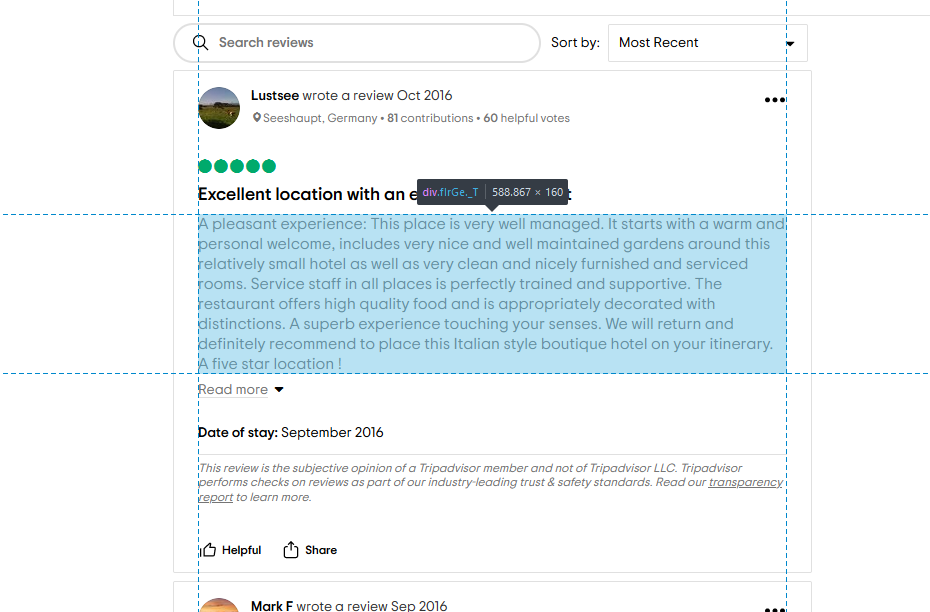 Search reviews
Sort by:
Most Recent
Lustsee wrote a review Oct 2016
Seeshaupt, Germany • 81 contributions • 60 helpful votes
div.fIrGe._T 588.867 × 160
Excellent location with an
A pleasant experience: This place is very well managed. It starts with a warm and
personal welcome, includes very nice and well maintained gardens around this
relatively small hotel as well as very clean and nicely furnished and serviced
rooms. Service staff in all places is perfectly trained and supportive. The
restaurant offers high quality food and is appropriately decorated with
distinctions. A superb experience touching your senses. We will return and
definitely recommend to place this Italian style boutique hotel on your itinerary.
A five star location !
Read more
Date of stay: September 2016
This review is the subjective opinion of a Tripadvisor member and not of Tripadvisor LLC. Tripadvisor
performs checks on reviews as part of our industry-leading trust & safety standards. Read our transparency
report to learn more.
Helpful
Share
Mark F wrote a review Sep 2016